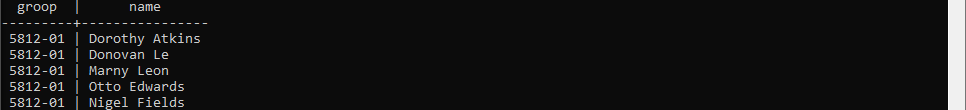 groop | name
---------+----------------
5812-01 | Dorothy Atkins
5812-01 | Donovan Le
5812-01 | Marny Leon
5812-01 | Otto Edwards
5812-01 | Nigel Fields